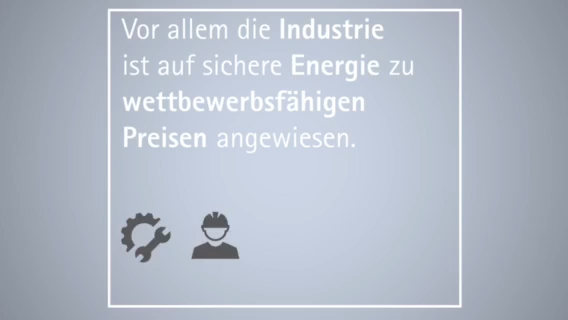 Vor allem die Industrie
ist auf sichere Energie zu
wettbewerbsfähigen
Preisen angewiesen.